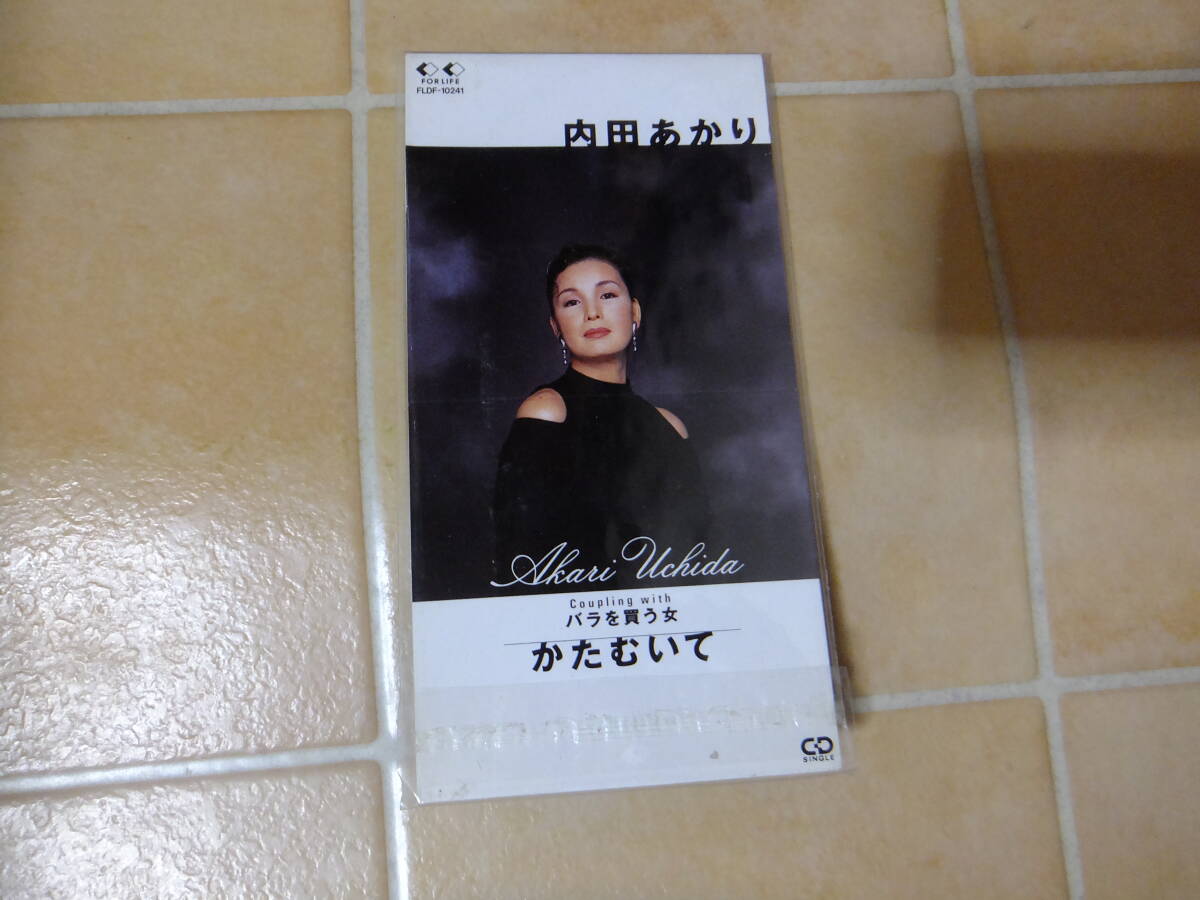 FOR LIFE
FLDF-10241
内田あかり
Akari Uchida
Coupling with
バラを買う女
かたむいて
CD
SINGLE